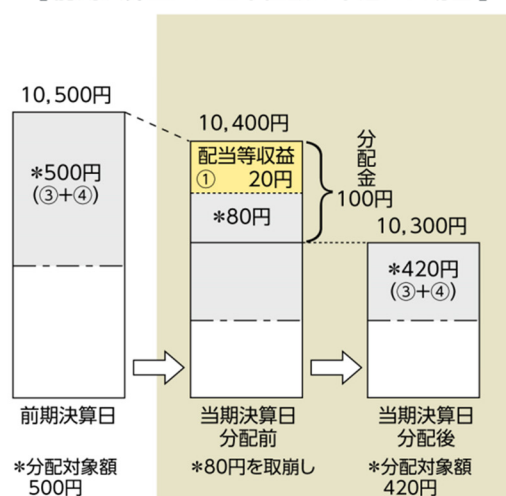 10,500円
*500円
(③+④)
前期決算日
*分配対象額
500円
10,400円
配当等収益
① 20円
*80円
分配金
100円
当期決算日
分配前
*80円を取崩し
10,300円
*420円
(③+④)
当期決算日
分配後
*分配対象額
420円